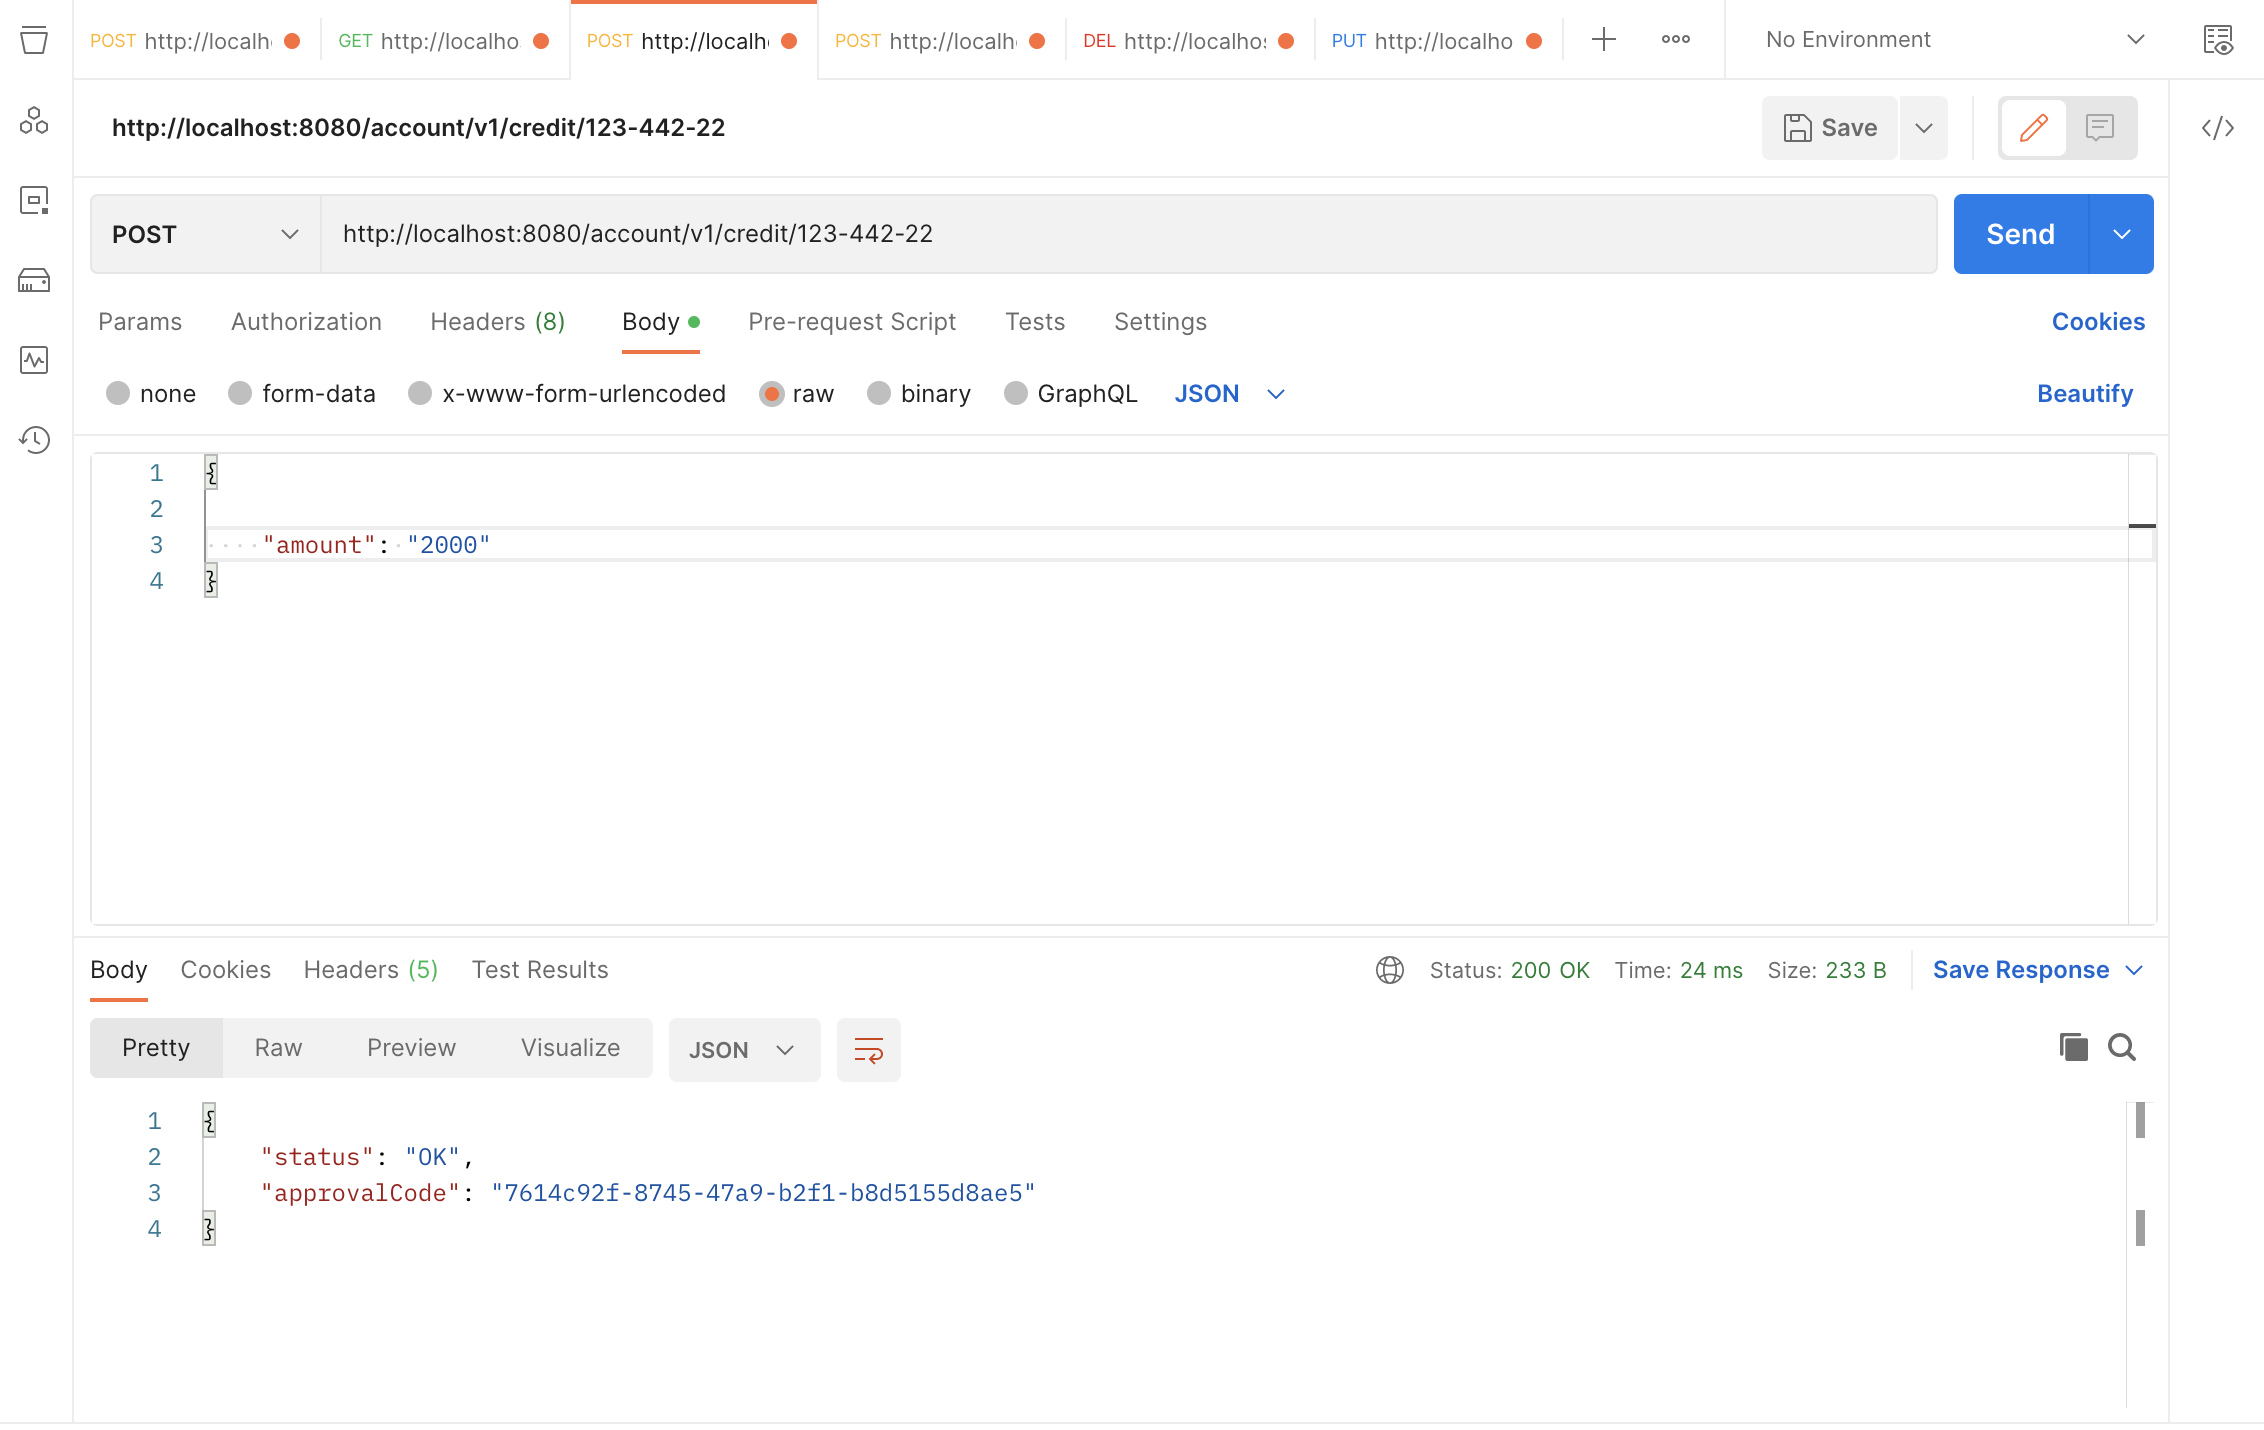 POST http://localh GET http://localho POST http://localh POST http://localh DEL http://localhos PUT http://localho No Environment
http://localhost:8080/account/v1/credit/123-442-22 Save
POST http://localhost:8080/account/v1/credit/123-442-22 Send
Params Authorization Headers (8) Body Pre-request Script Tests Settings Cookies
none form-data x-www-form-urlencoded raw binary GraphQL JSON Beautify
1 {
2
3 "amount": "2000"
4 }
Body Cookies Headers (5) Test Results Status: 200 OK Time: 24 ms Size: 233 B Save Response
Pretty Raw Preview Visualize JSON
1 {
2 "status": "OK",
3 "approvalCode": "7614c92f-8745-47a9-b2f1-b8d5155d8ae5"
4 }